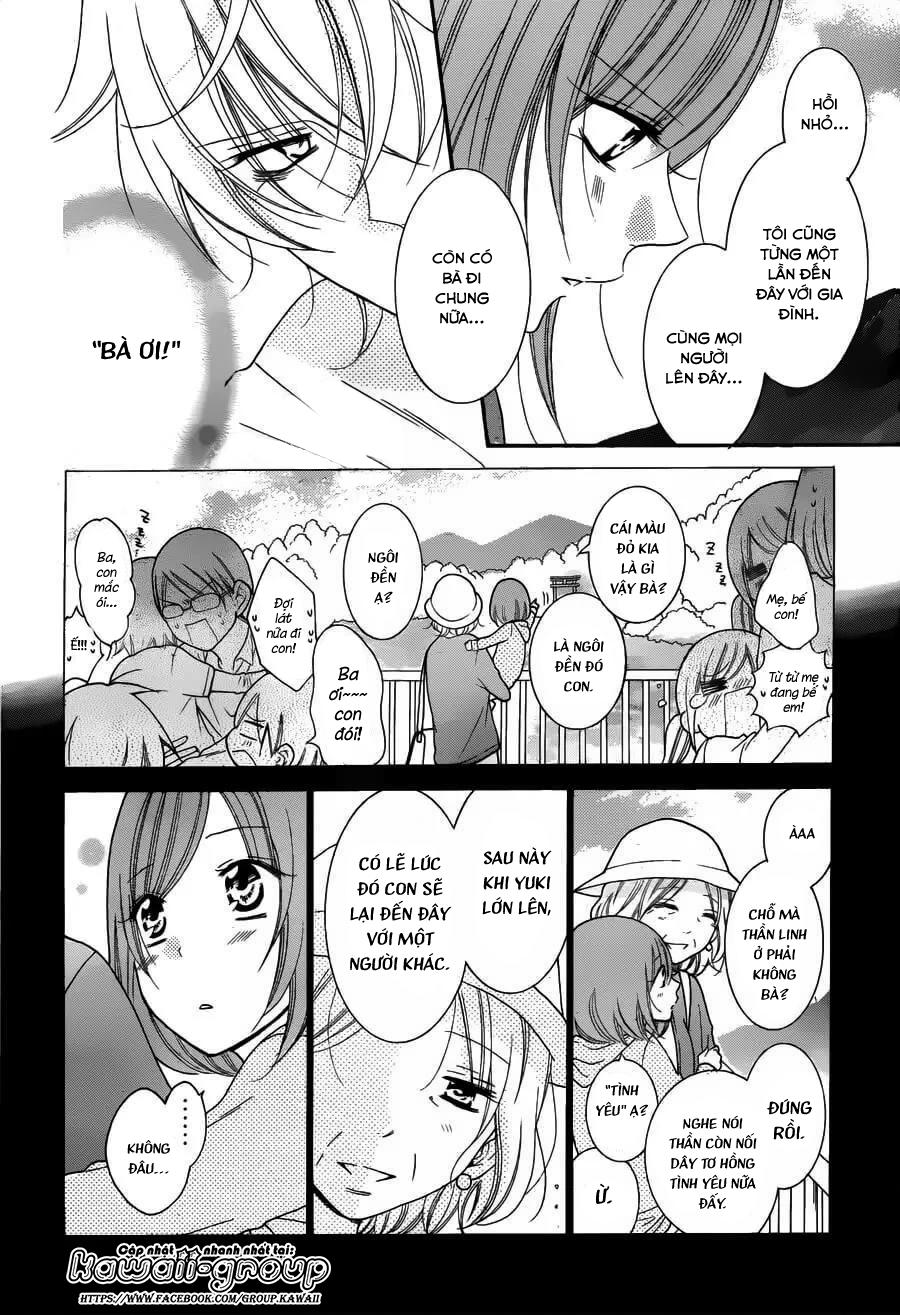 HỒI
NHỎ...
TÔI CŨNG
TỪNG MỘT
LẦN ĐẾN
ĐÂY VỚI GIA
ĐÌNH.
CÙNG MỌI
NGƯỜI
LÊN ĐÂY...
CÒN CÓ
BÀ ĐI
CHUNG
NỮA...
"BÀ ƠI!"
Mẹ, bế
con!
Từ từ mẹ
đang bế
em!
CÁI MÀU
ĐỎ KIA
LÀ GÌ
VẬY BÀ?
LÀ NGÔI
ĐỀN ĐÓ
CON.
NGÔI
ĐỀN
Ạ?
Đợi
lát
nữa đi
con!
Ba
ơi~~~
con
đói!
Ba,
con
mắc
ói...
Ế!!!
ÀAA
CHỖ MÀ
THẦN LINH
Ở PHẢI
KHÔNG
BÀ?
ĐÚNG
RỒI.
NGHE NÓI
THẦN CÒN NỐI
DÂY TƠ HỒNG
TÌNH YÊU NỮA
ĐẤY.
"TÌNH
YÊU" Ạ?
Ừ.
SAU NÀY
KHI YUKI
LỚN LÊN,
CÓ LẼ LÚC
ĐÓ CON SẼ
LẠI ĐẾN ĐÂY
VỚI MỘT
NGƯỜI KHÁC.
......
KHÔNG
ĐÂU...
Cập nhật nhanh nhất tại:
kawaii-group
HTTPS://WWW.FACEBOOK.COM/GROUP.KAWAII